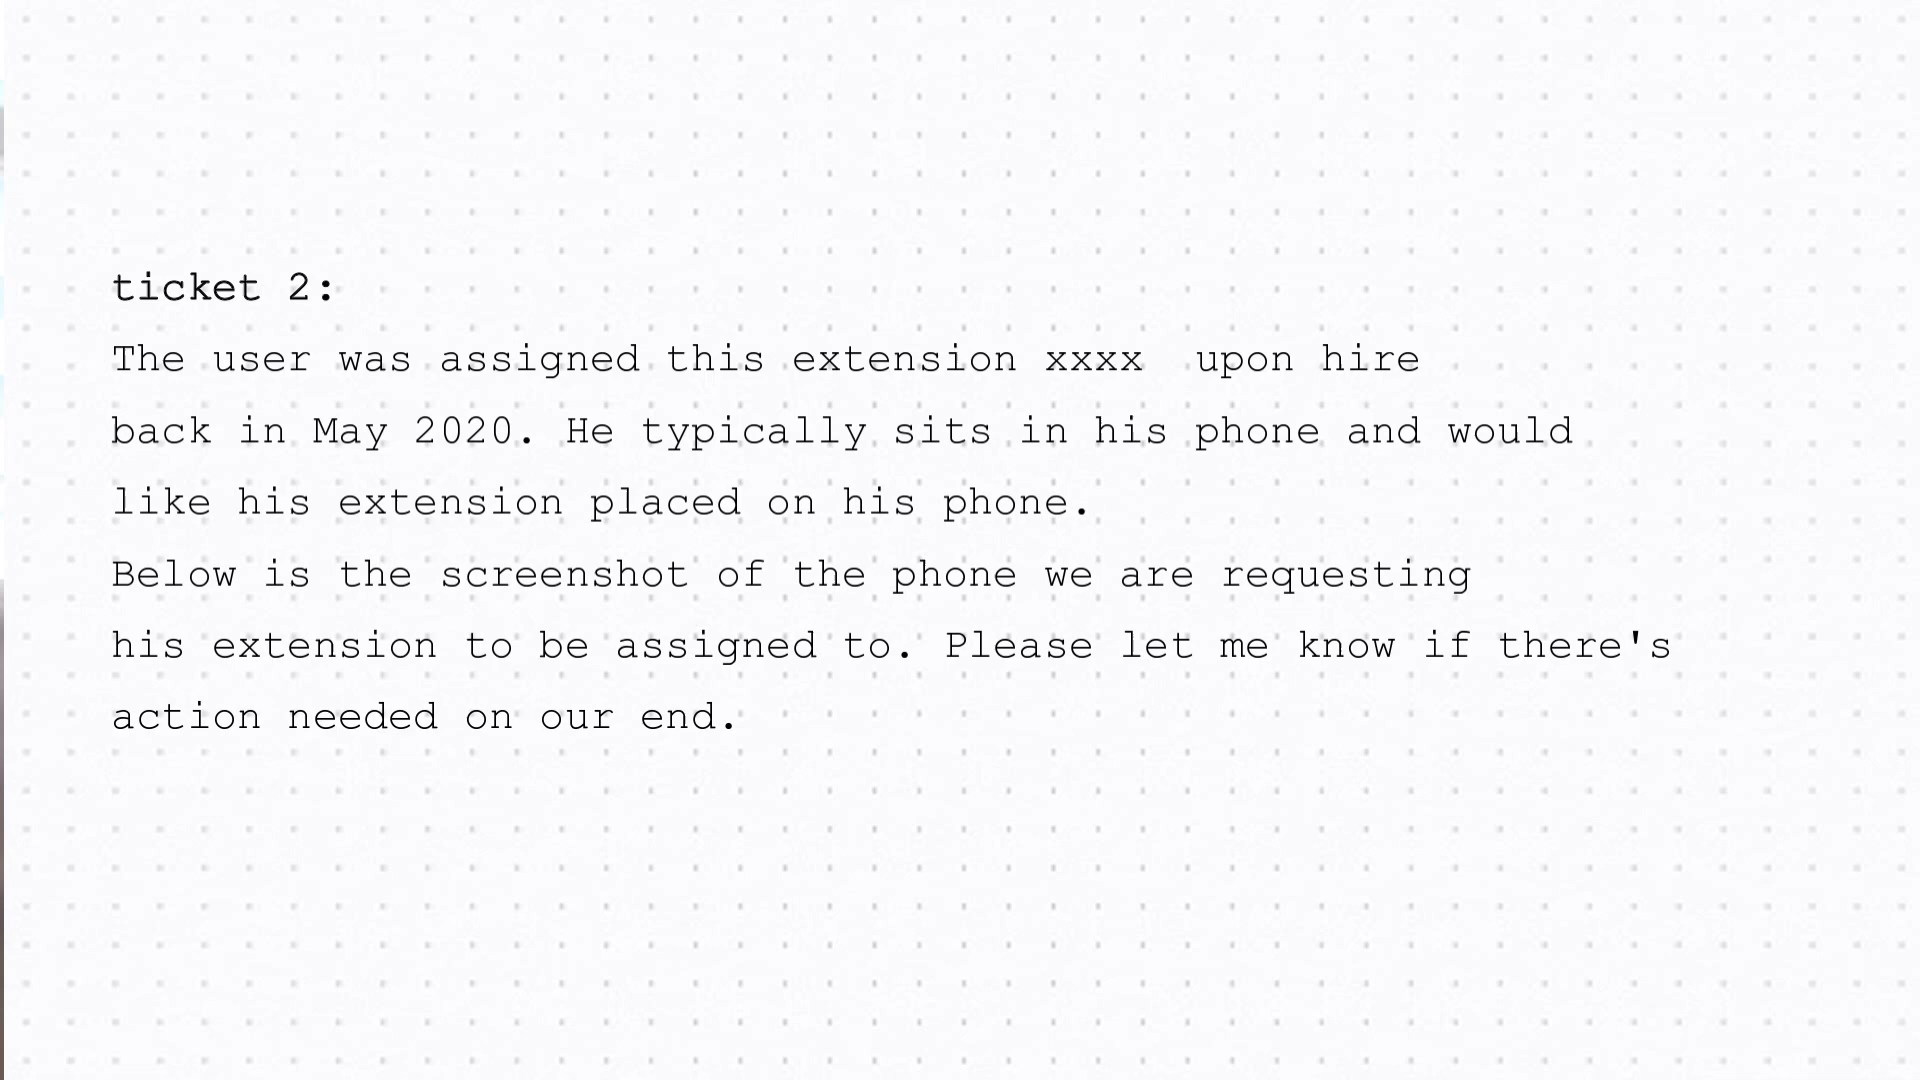 ticket 2:
The user was assigned this extension xxxx  upon hire
back in May 2020. He typically sits in his phone and would
like his extension placed on his phone.
Below is the screenshot of the phone we are requesting
his extension to be assigned to. Please let me know if there's
action needed on our end.